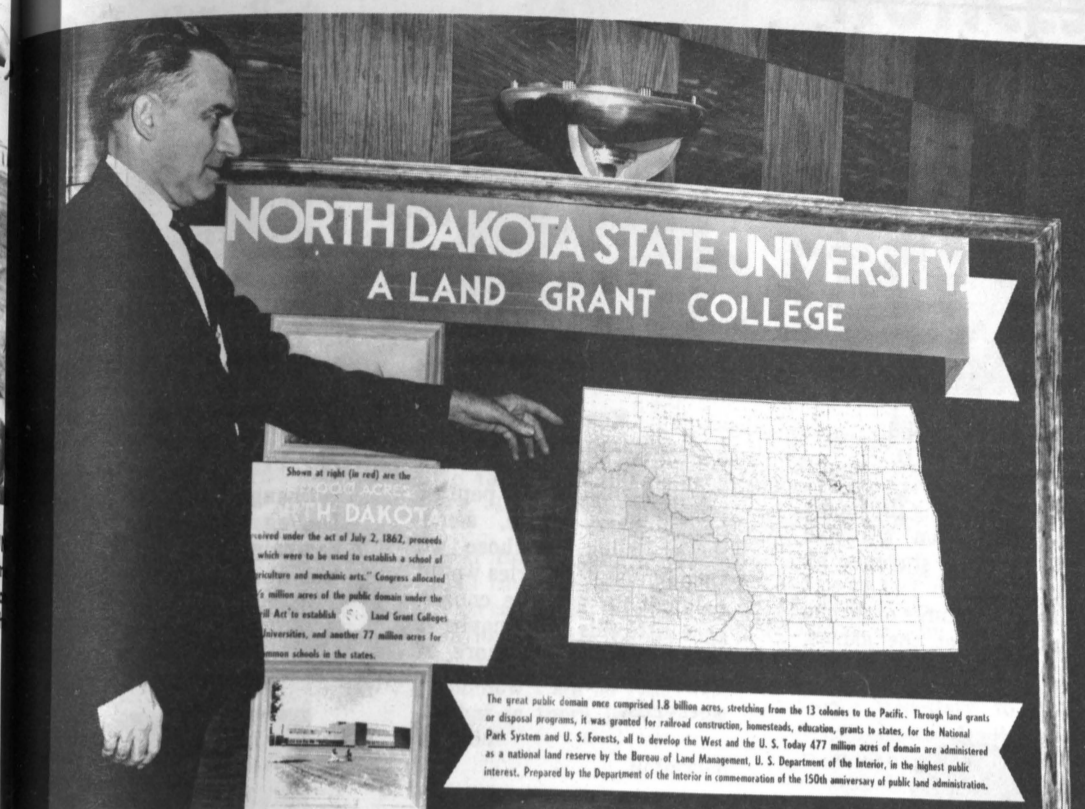 NORTH DAKOTA STATE UNIVERSITY
A LAND GRANT COLLEGE
Shown at right (in red) are the
ACRES
NORTH DAKOTA
under the act of July 2, 1862, proceeds
which were to be used to establish a school of
mechanic arts." Congress allocated
million acres of the public domain under the
Act to establish Land Grant Colleges
Universities, and another 77 million acres for
schools in the states.
The great public domain once comprised 1.8 billion acres, stretching from the 13 colonies to the Pacific. Through land grants
or disposal programs, it was granted for railroad construction, homesteads, education, grants to states, for the National
Park System and U. S. Forests, all to develop the West and the U. S. Today 477 million acres of domain are administered
as a national land reserve by the Bureau of Land Management, U. S. Department of the Interior, in the highest public
interest. Prepared by the Department of the Interior in commemoration of the 150th anniversary of public land administration.